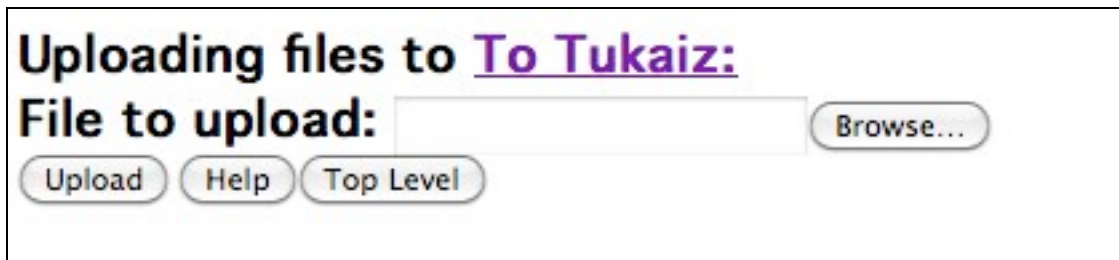 Uploading files to To Tukaiz:
File to upload: Browse...
Upload Help Top Level